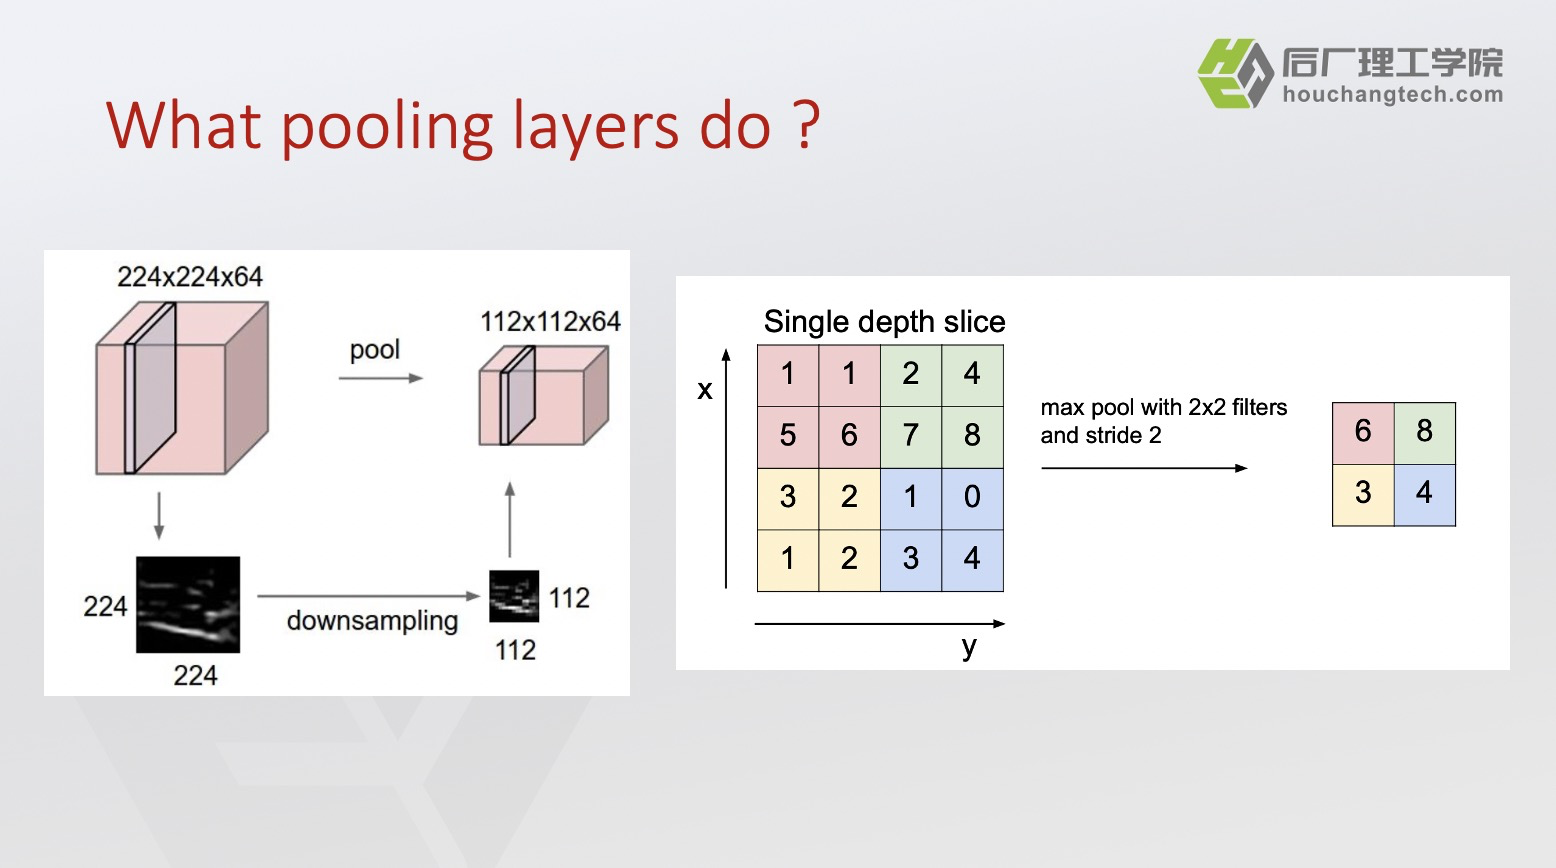 后厂理工学院
houchangtech.com
What pooling layers do ?
224x224x64
112x112x64
pool
224
downsampling
112
112
224
Single depth slice
x
1 1 2 4
5 6 7 8
3 2 1 0
1 2 3 4
y
max pool with 2x2 filters
and stride 2
6 8
3 4